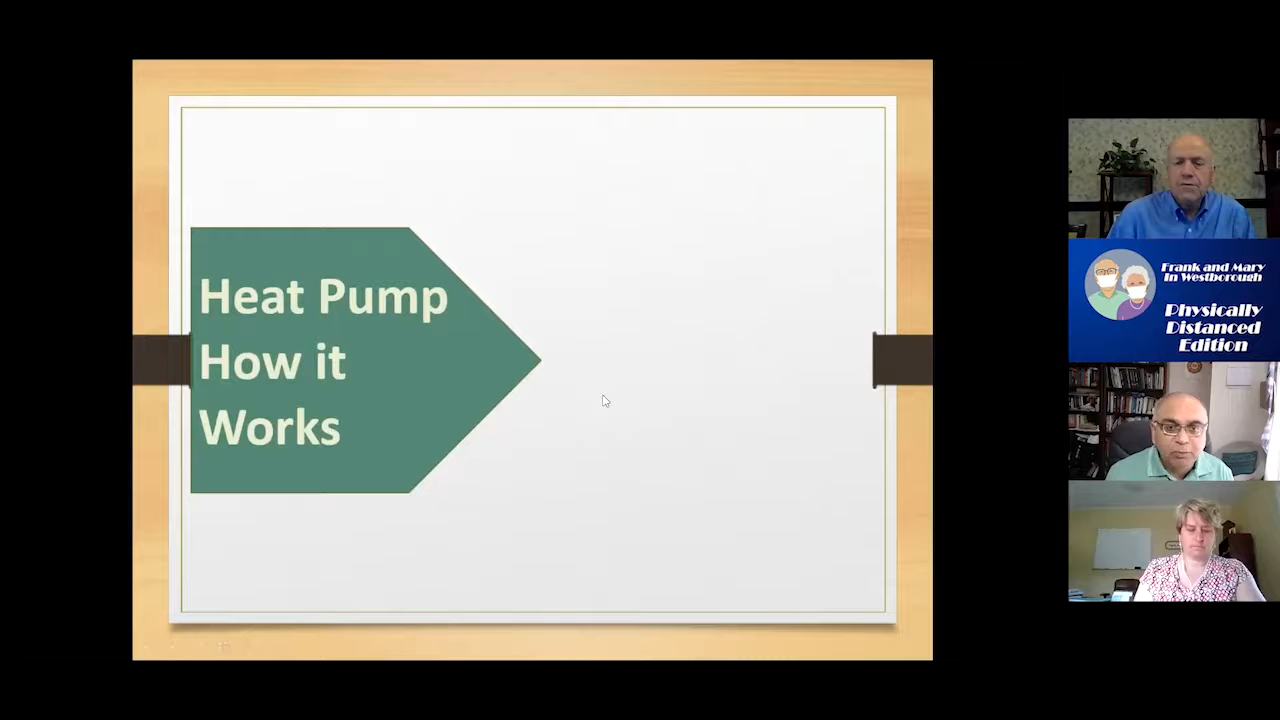 Heat Pump
How it
Works
Frank and Mary
In Westborough
Physically
Distanced
Edition